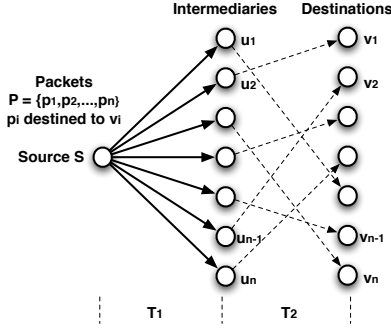 Intermediaries Destinations
u1 v1
Packets
P = {p1,p2,...,pn}
pi destined to vi
u2 v2
Source S
un-1 vn-1
un vn
T1 T2